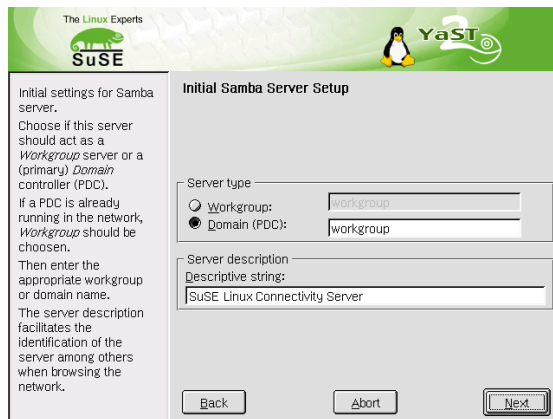 The Linux Experts
SuSE
YaST
2
Initial settings for Samba
server.
Choose if this server
should act as a
Workgroup server or a
(primary) Domain
controller (PDC).
If a PDC is already
running in the network,
Workgroup should be
choosen.
Then enter the
appropriate workgroup
or domain name.
The server description
facilitates the
identification of the
server among others
when browsing the
network.
Initial Samba Server Setup
Server type
Workgroup: workgroup
Domain (PDC): workgroup
Server description
Descriptive string:
SuSE Linux Connectivity Server
Back Abort Next